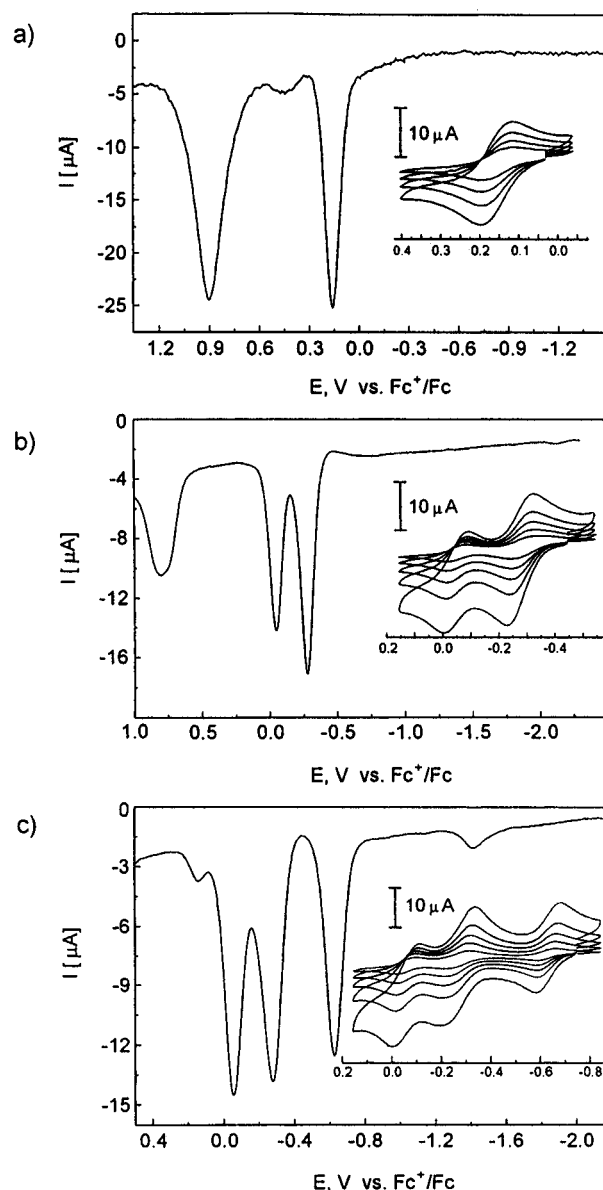 a)
0
-5
-10
-15
-20
-25
I [µA]
10 µA
0.4 0.3 0.2 0.1 0.0
1.2 0.9 0.6 0.3 0.0 -0.3 -0.6 -0.9 -1.2
E, V vs. Fc⁺/Fc
b)
0
-4
-8
-12
-16
I [µA]
10 µA
0.2 0.0 -0.2 -0.4
1.0 0.5 0.0 -0.5 -1.0 -1.5 -2.0
E, V vs. Fc⁺/Fc
c)
0
-3
-6
-9
-12
-15
I [µA]
10 µA
0.2 0.0 -0.2 -0.4 -0.6 -0.8
0.4 0.0 -0.4 -0.8 -1.2 -1.6 -2.0
E, V vs. Fc⁺/Fc